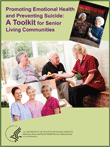 Promoting Emotional Health
and Preventing Suicide:
A Toolkit for Senior
Living Communities